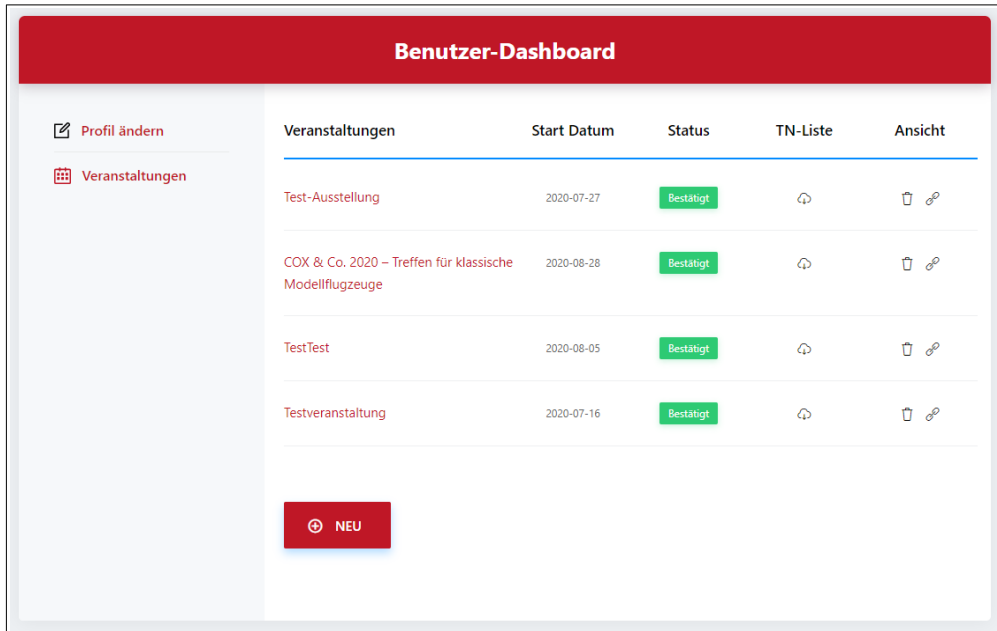 Benutzer-Dashboard
Profil ändern
Veranstaltungen
Veranstaltungen Start Datum Status TN-Liste Ansicht
Test-Ausstellung 2020-07-27 Bestätigt
COX & Co. 2020 – Treffen für klassische 2020-08-28 Bestätigt
Modellflugzeuge
TestTest 2020-08-05 Bestätigt
Testveranstaltung 2020-07-16 Bestätigt
NEU